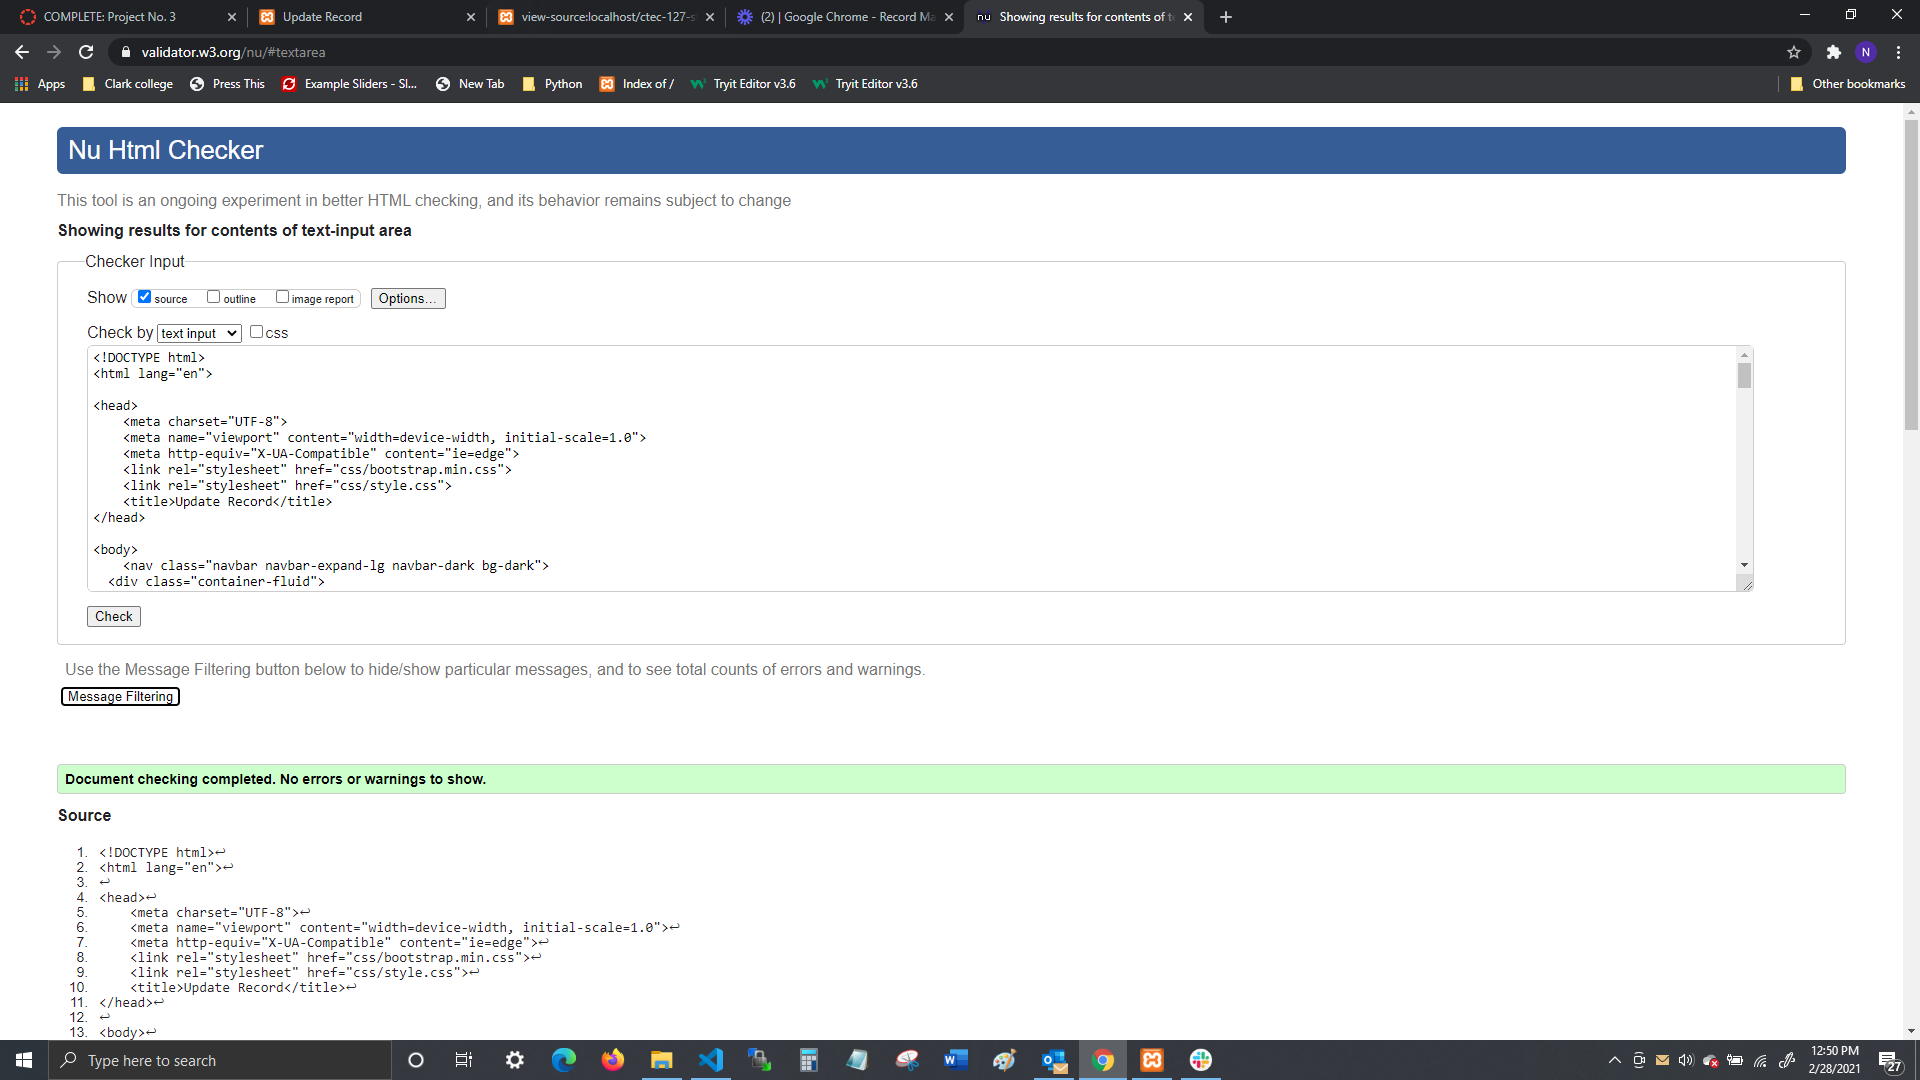 COMPLETE: Project No. 3
Update Record
view-source:localhost/ctec-127-s
(2) | Google Chrome - Record Ma
nu
Showing results for contents of t
validator.w3.org/nu/#textarea
N
Apps
Clark college
Press This
Example Sliders - Sl...
New Tab
Python
Index of /
Tryit Editor v3.6
Tryit Editor v3.6
Other bookmarks
Nu Html Checker
This tool is an ongoing experiment in better HTML checking, and its behavior remains subject to change
Showing results for contents of text-input area
Checker Input
Show source outline image report Options...
Check by text input css
<!DOCTYPE html>
<html lang="en">
<head>
<meta charset="UTF-8">
<meta name="viewport" content="width=device-width, initial-scale=1.0">
<meta http-equiv="X-UA-Compatible" content="ie=edge">
<link rel="stylesheet" href="css/bootstrap.min.css">
<link rel="stylesheet" href="css/style.css">
<title>Update Record</title>
</head>
<body>
<nav class="navbar navbar-expand-lg navbar-dark bg-dark">
<div class="container-fluid">
Check
Use the Message Filtering button below to hide/show particular messages, and to see total counts of errors and warnings.
Message Filtering
Document checking completed. No errors or warnings to show.
Source
1. <!DOCTYPE html>↩
2. <html lang="en">↩
3. ↩
4. <head>↩
5. <meta charset="UTF-8">↩
6. <meta name="viewport" content="width=device-width, initial-scale=1.0">↩
7. <meta http-equiv="X-UA-Compatible" content="ie=edge">↩
8. <link rel="stylesheet" href="css/bootstrap.min.css">↩
9. <link rel="stylesheet" href="css/style.css">↩
10. <title>Update Record</title>↩
11. </head>↩
12. ↩
13. <body>↩
Type here to search
12:50 PM
2/28/2021
27